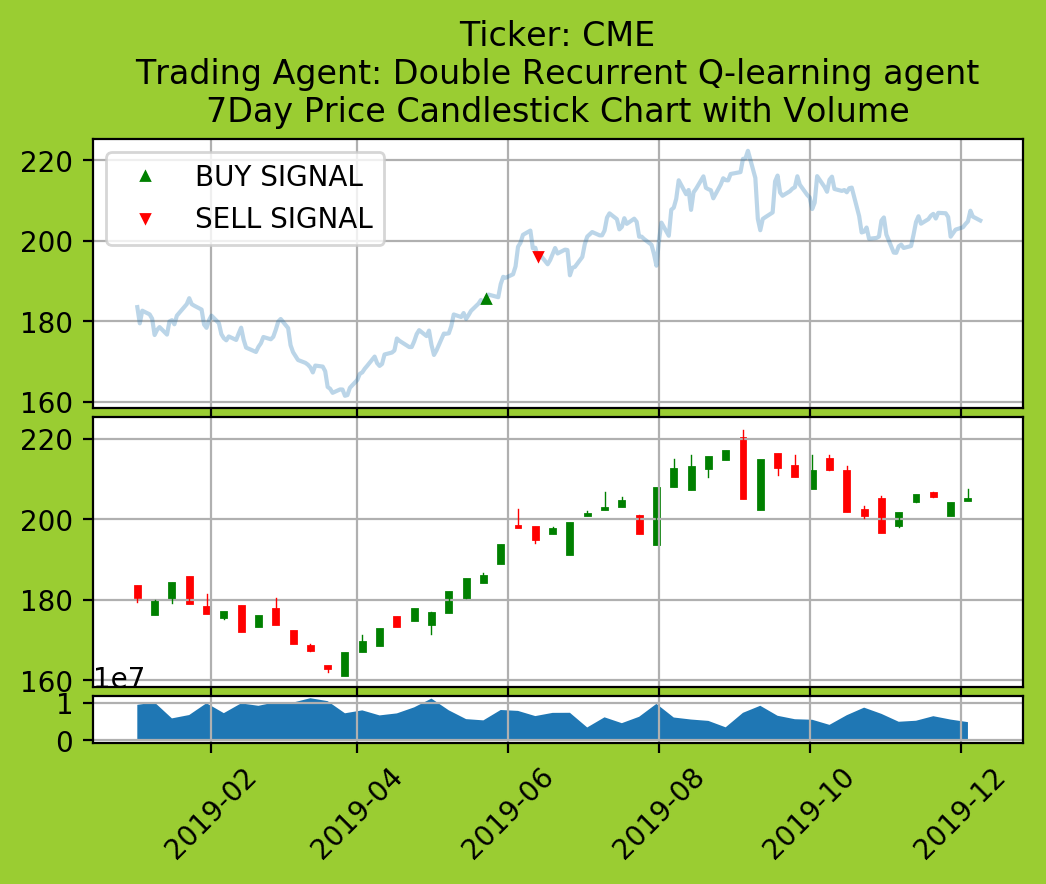 Ticker: CME
Trading Agent: Double Recurrent Q-learning agent
7Day Price Candlestick Chart with Volume
220
200
180
160
BUY SIGNAL
SELL SIGNAL
220
200
180
160
1e7
1
0
2019-02
2019-04
2019-06
2019-08
2019-10
2019-12